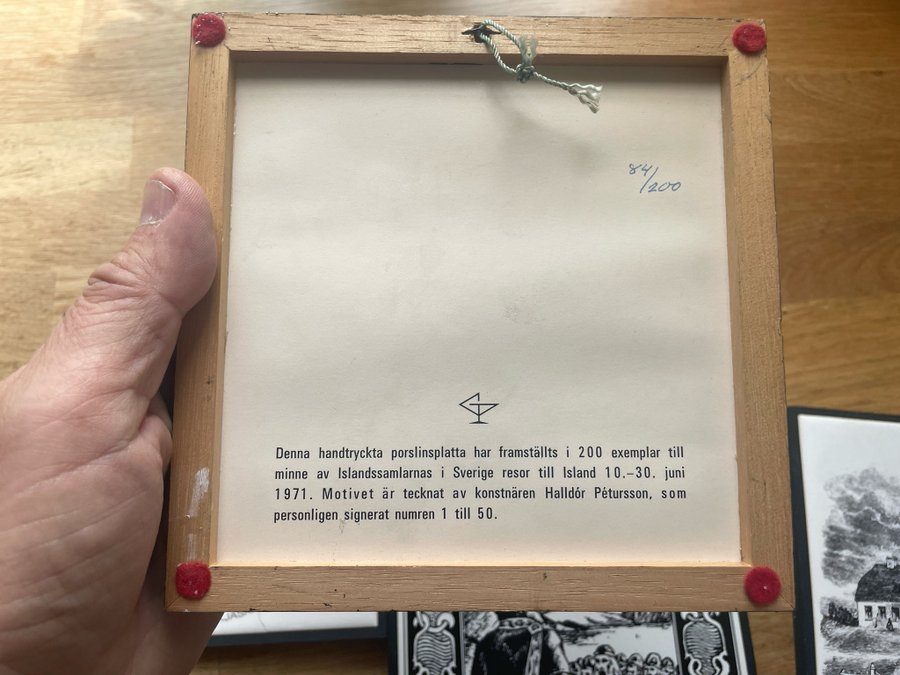 84/200
Denna handtryckta porslinsplatta har framställts i 200 exemplar till
minne av Islandssamlarnas i Sverige resor till Island 10.–30. juni
1971. Motivet är tecknat av konstnären Halldór Pétursson, som
personligen signerat numren 1 till 50.